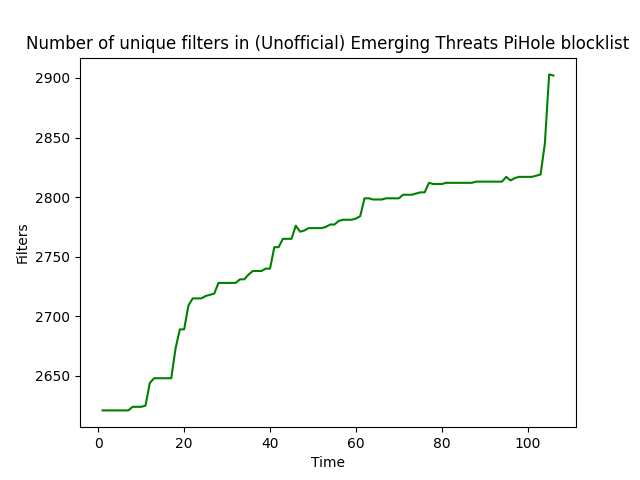 Number of unique filters in (Unofficial) Emerging Threats PiHole blocklist
2900
2850
2800
2750
2700
2650
Filters
0 20 40 60 80 100
Time